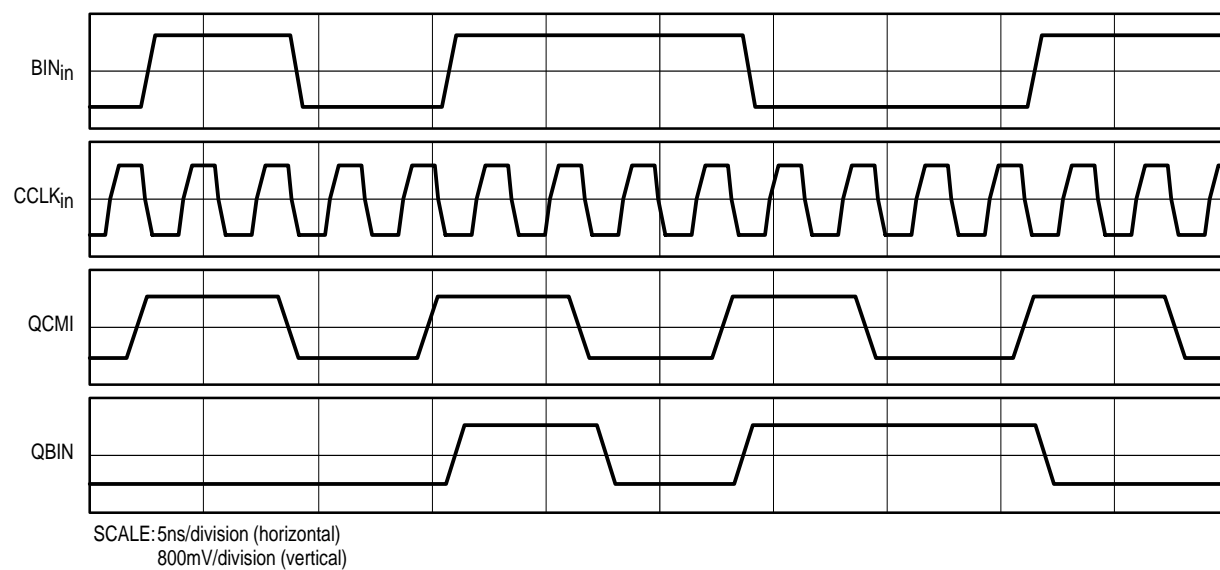 BINin
CCLKin
QCMI
QBIN
SCALE: 5ns/division (horizontal)
800mV/division (vertical)